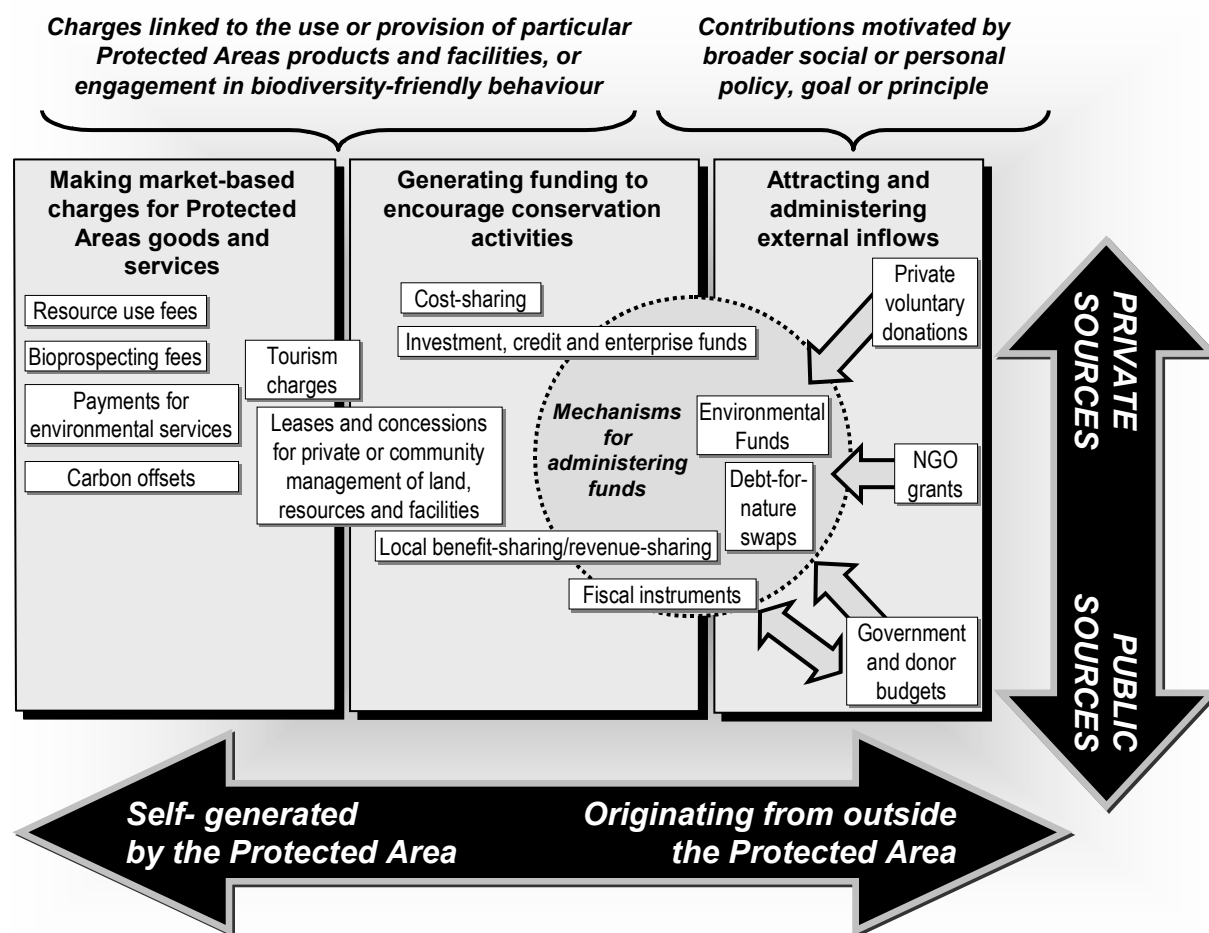 Charges linked to the use or provision of particular
Protected Areas products and facilities, or
engagement in biodiversity-friendly behaviour
Contributions motivated by
broader social or personal
policy, goal or principle
Making market-based
charges for Protected
Areas goods and
services
Resource use fees
Bioprospecting fees
Payments for
environmental services
Carbon offsets
Tourism
charges
Leases and concessions
for private or community
management of land,
resources and facilities
Generating funding to
encourage conservation
activities
Cost-sharing
Investment, credit and enterprise funds
Mechanisms
for
administering
funds
Local benefit-sharing/revenue-sharing
Fiscal instruments
Attracting and
administering
external inflows
Private
voluntary
donations
Environmental
Funds
Debt-for-
nature
swaps
NGO
grants
Government
and donor
budgets
PRIVATE
SOURCES
PUBLIC
SOURCES
Self- generated
by the Protected Area
Originating from outside
the Protected Area